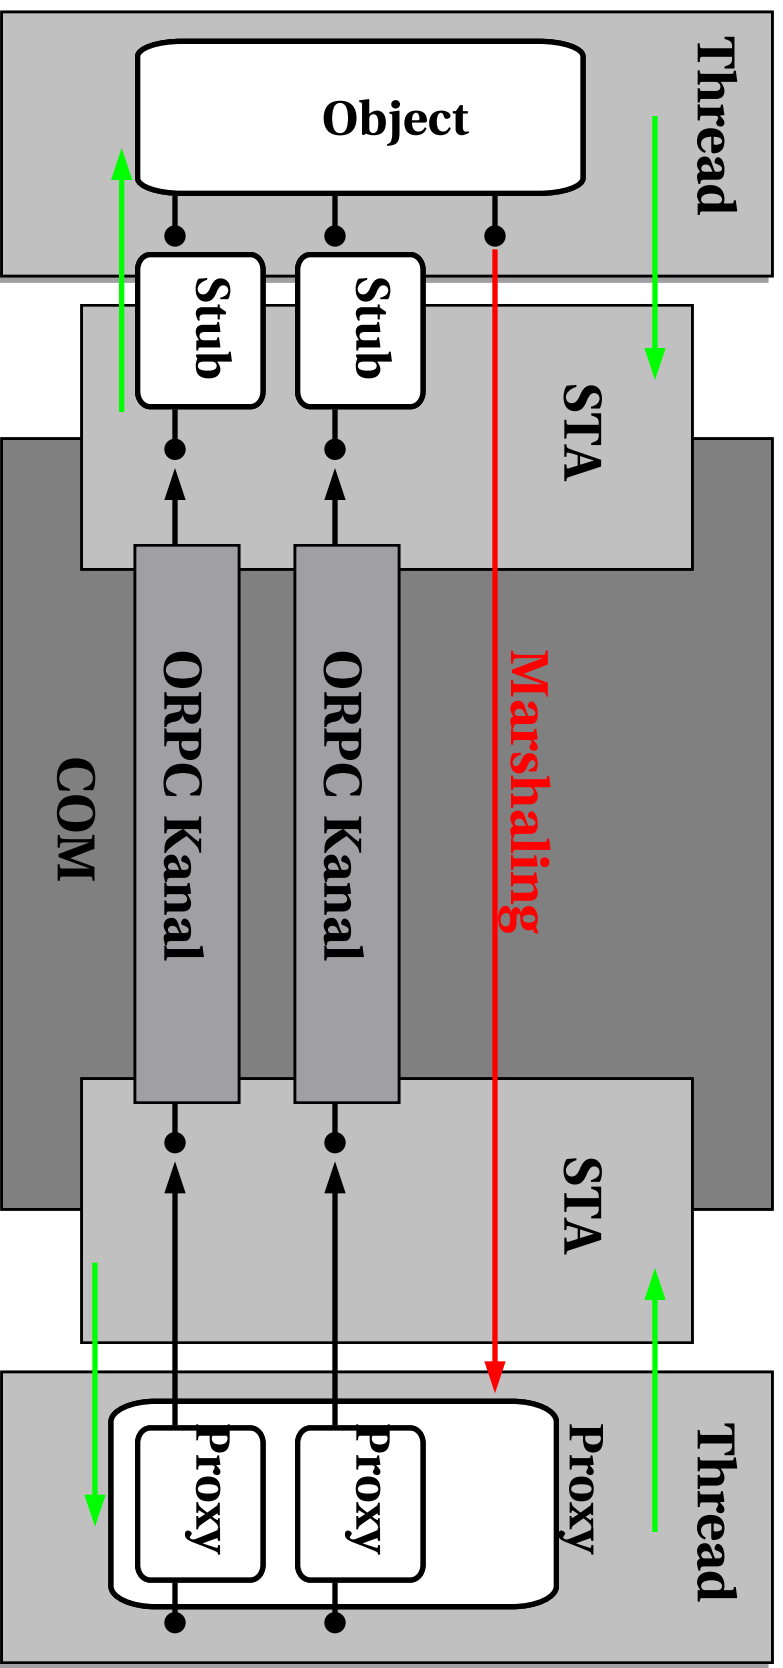 Thread
Object
Stub
Stub
STA
Marshaling
ORPC Kanal
ORPC Kanal
COM
STA
Thread
Proxy
Proxy
Proxy